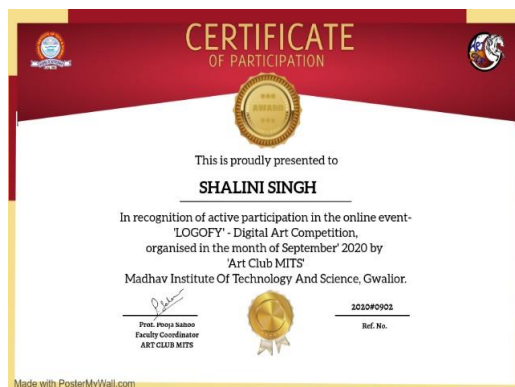 CERTIFICATE
OF PARTICIPATION
AWARD
This is proudly presented to
SHALINI SINGH
In recognition of active participation in the online event-
'LOGOFY' - Digital Art Competition,
organised in the month of September' 2020 by
'Art Club MITS'
Madhav Institute Of Technology And Science, Gwalior.
Prof. Pooja Sahoo
Faculty Coordinator
ART CLUB MITS
2020#0902
Ref. No.
Made with PosterMyWall.com